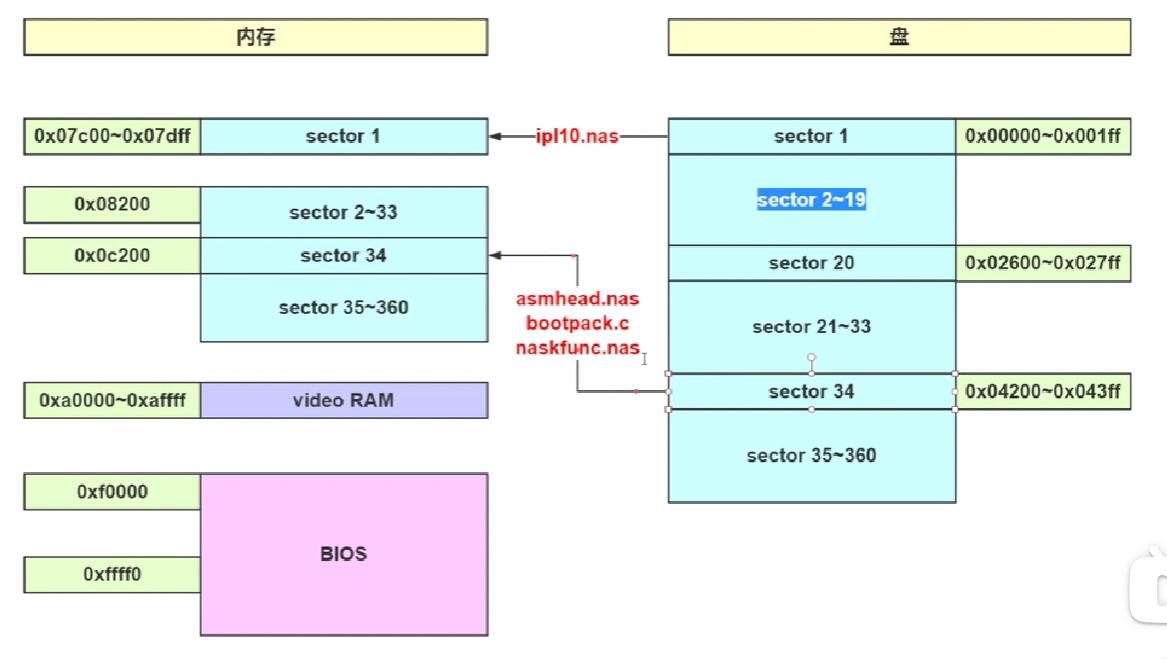 内存
盘
0x07c00~0x07dff
sector 1
ipl10.nas
sector 1
0x00000~0x001ff
0x08200
sector 2~33
sector 2~19
0x0c200
sector 34
sector 20
0x02600~0x027ff
sector 35~360
asmhead.nas
bootpack.c
naskfunc.nas
sector 21~33
0xa0000~0xaffff
video RAM
sector 34
0x04200~0x043ff
sector 35~360
0xf0000
BIOS
0xffff0